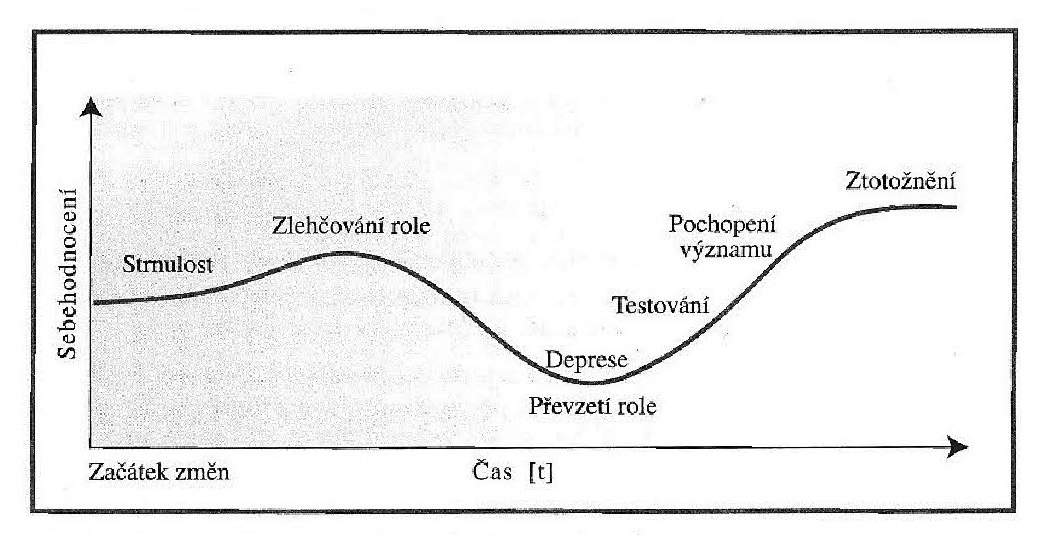 Ztotožnění
Zlehčování role
Pochopení
významu
Strnulost
Sebehodnocení
Testování
Deprese
Převzetí role
Začátek změn
Čas [t]